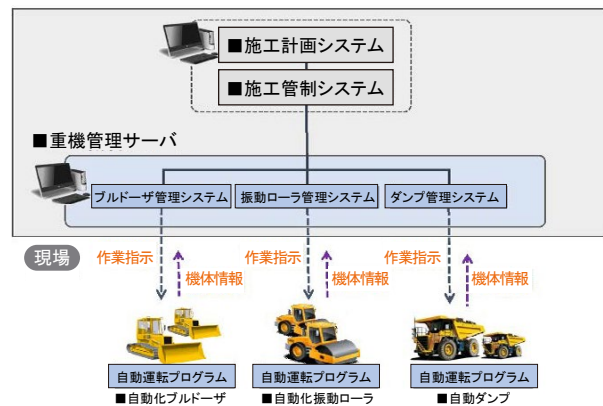 ■施工計画システム
■施工管制システム
■重機管理サーバ
ブルドーザ管理システム
振動ローラ管理システム
ダンプ管理システム
現場
作業指示
機体情報
作業指示
機体情報
作業指示
機体情報
自動運転プログラム
自動運転プログラム
自動運転プログラム
■自動化ブルドーザ
■自動化振動ローラ
■自動ダンプ